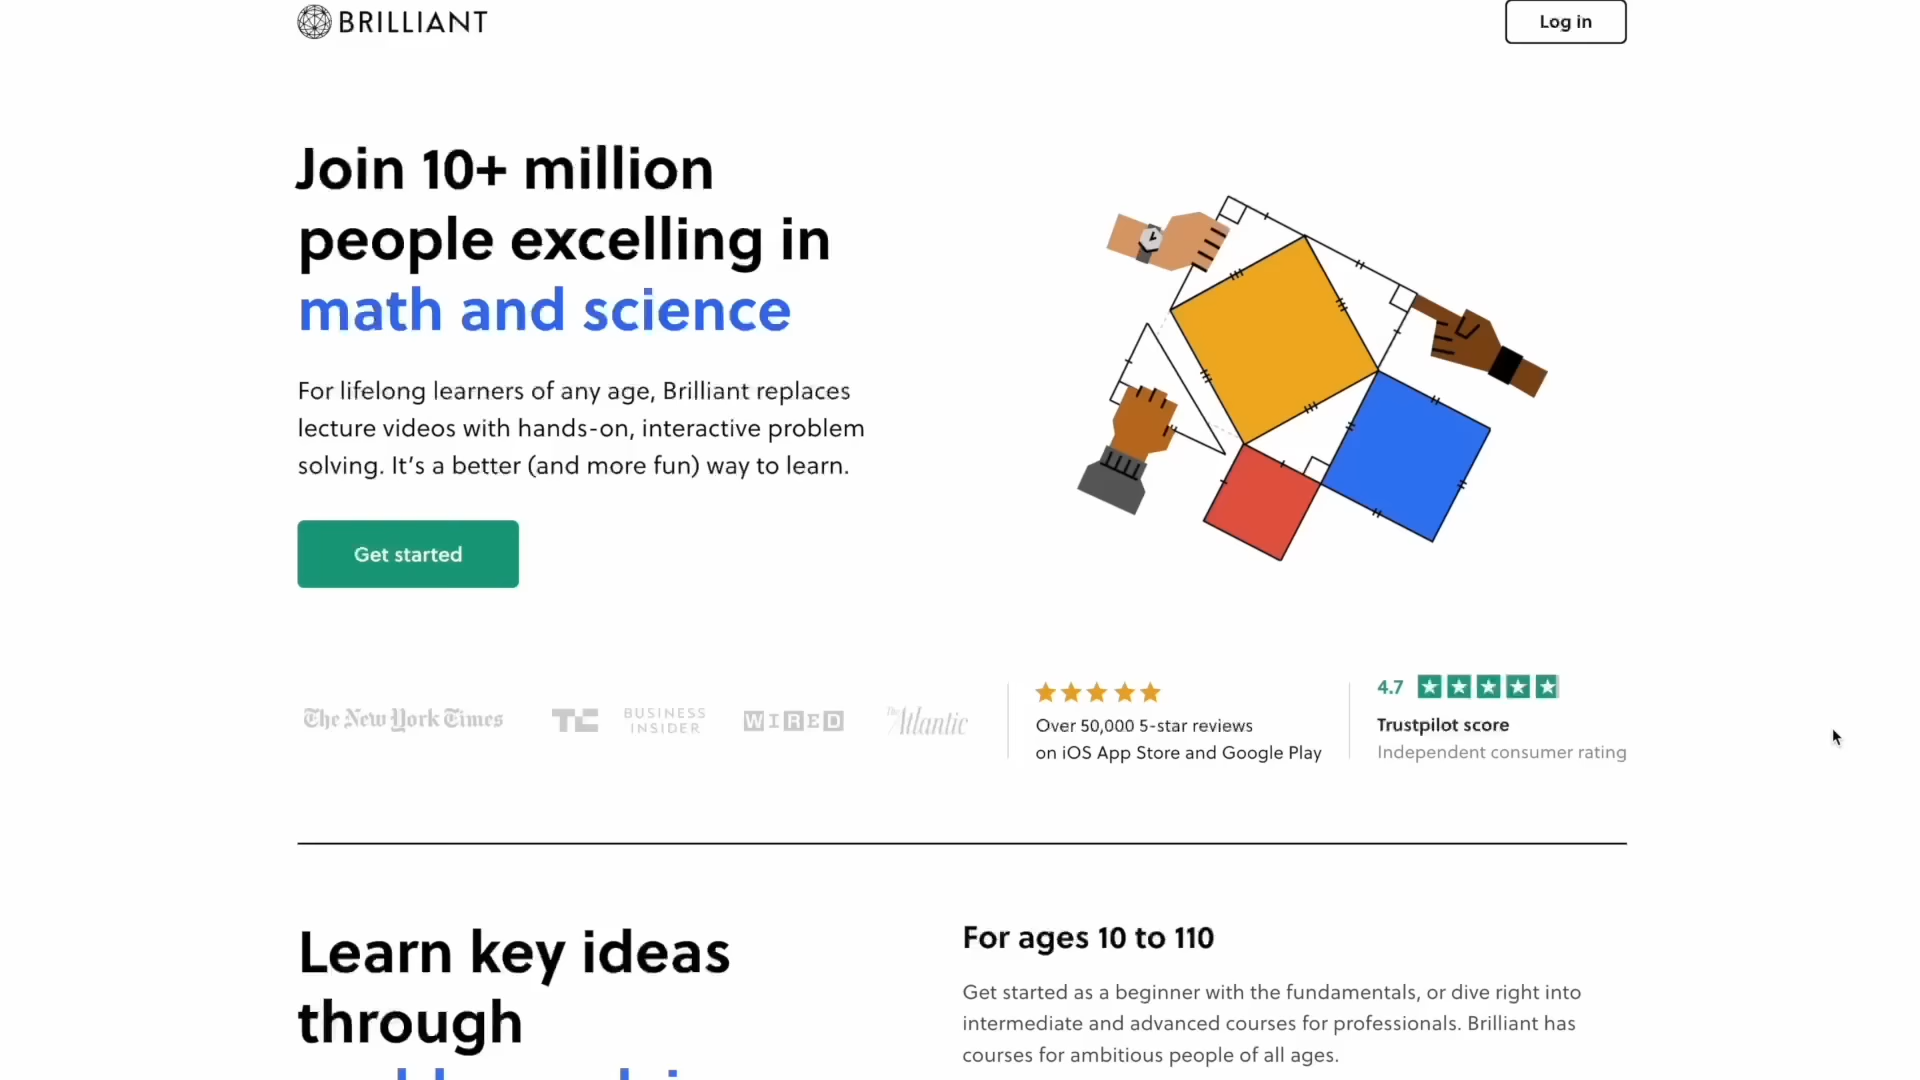 BRILLIANT
Log in
Join 10+ million
people excelling in
math and science
For lifelong learners of any age, Brilliant replaces
lecture videos with hands-on, interactive problem
solving. It's a better (and more fun) way to learn.
Get started
The New York Times
TC
BUSINESS
INSIDER
WIRED
The Atlantic
Over 50,000 5-star reviews
on iOS App Store and Google Play
4.7
Trustpilot score
Independent consumer rating
Learn key ideas
through
For ages 10 to 110
Get started as a beginner with the fundamentals, or dive right into
intermediate and advanced courses for professionals. Brilliant has
courses for ambitious people of all ages.